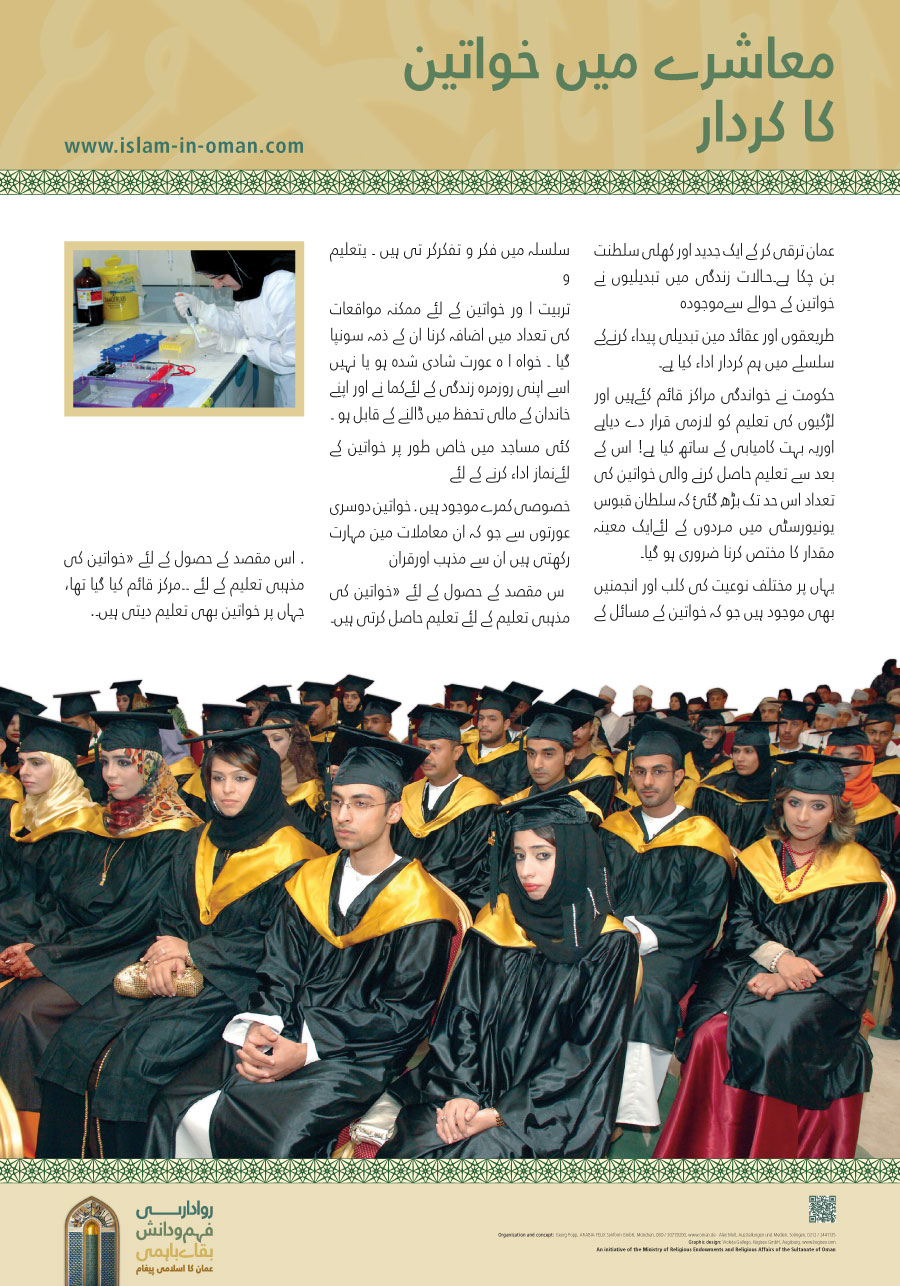 معاشرے میں خواتین
کا کردار
www.islam-in-oman.com
عمان ترقی کر کے ایک جدید اور کھلی سلطنت
بن چکا ہے۔حالات زندگی میں تبدیلیوں نے
خواتین کے حوالے سےموجودہ
طریعقوں اور عقائد مین تبدیلی پیداء کرنےکے
سلسلے میں ہم کردار اداء کیا ہے۔
حکومت نے خواندگی مراکز قائم کئےہیں اور
لڑکیوں کی تعلیم کو لازمی قرار دے دیاہے
اوریہ بہت کامیابی کے ساتھ کیا ہے! اس کے
بعد سے تعلیم حاصل کرنے والی خواتین کی
تعداد اس حد تک بڑھ گئئ کہ سلطان قبوس
یونیورسٹی میں مردوں کے لئےایک معینہ
مقدار کا مختص کرنا ضروری ہو گیا۔
یہاں پر مختلف نوعیت کی کلب اور انجمنیں
بھی موجود ہیں جو کہ خواتین کے مسائل کے
سلسلہ میں فکر و تفکرکر تی ہیں ۔ یتعلیم
و
تربیت ا ور خواتین کے لئے ممکنہ مواقعات
کی تعداد میں اضافہ کرنا ان کے ذمہ سونپا
گیا ۔ خواہ ا ہ عورت شادی شدہ ہو یا نہیں
اسے اپنی روزمرہ زندگی کے لئےکما نے اور اپنے
خاندان کے مالی تحفظ میں ڈالنے کے قابل ہو ۔
کئی مساجد میں خاص طور پر خواتین کے
لئےنماز اداء کرنے کے لئے
خصوصی کمرے موجود ہیں . خواتین دوسری
عورتوں سے جو کہ ان معاملات مین مہارت
رکھتی ہیں ان سے مذہب اورقران
س مقصد کے حصول کے لئے «خواتین کی
مذہبی تعلیم کے لئے تعلیم حاصل کرتی ہیں۔
. اس مقصد کے حصول کے لئے «خواتین کی
مذہبی تعلیم کے لئے ۔۔مرکز قائم کیا گیا تھا،
جہاں پر خواتین بھی تعلیم دیتی ہیں۔.
رواداری
فہم ودانش
بقائے باہمی
عمان کا اسلامی پیغام
An initiative of the Ministry of Religious Endowments and Religious Affairs of the Sultanate of Oman